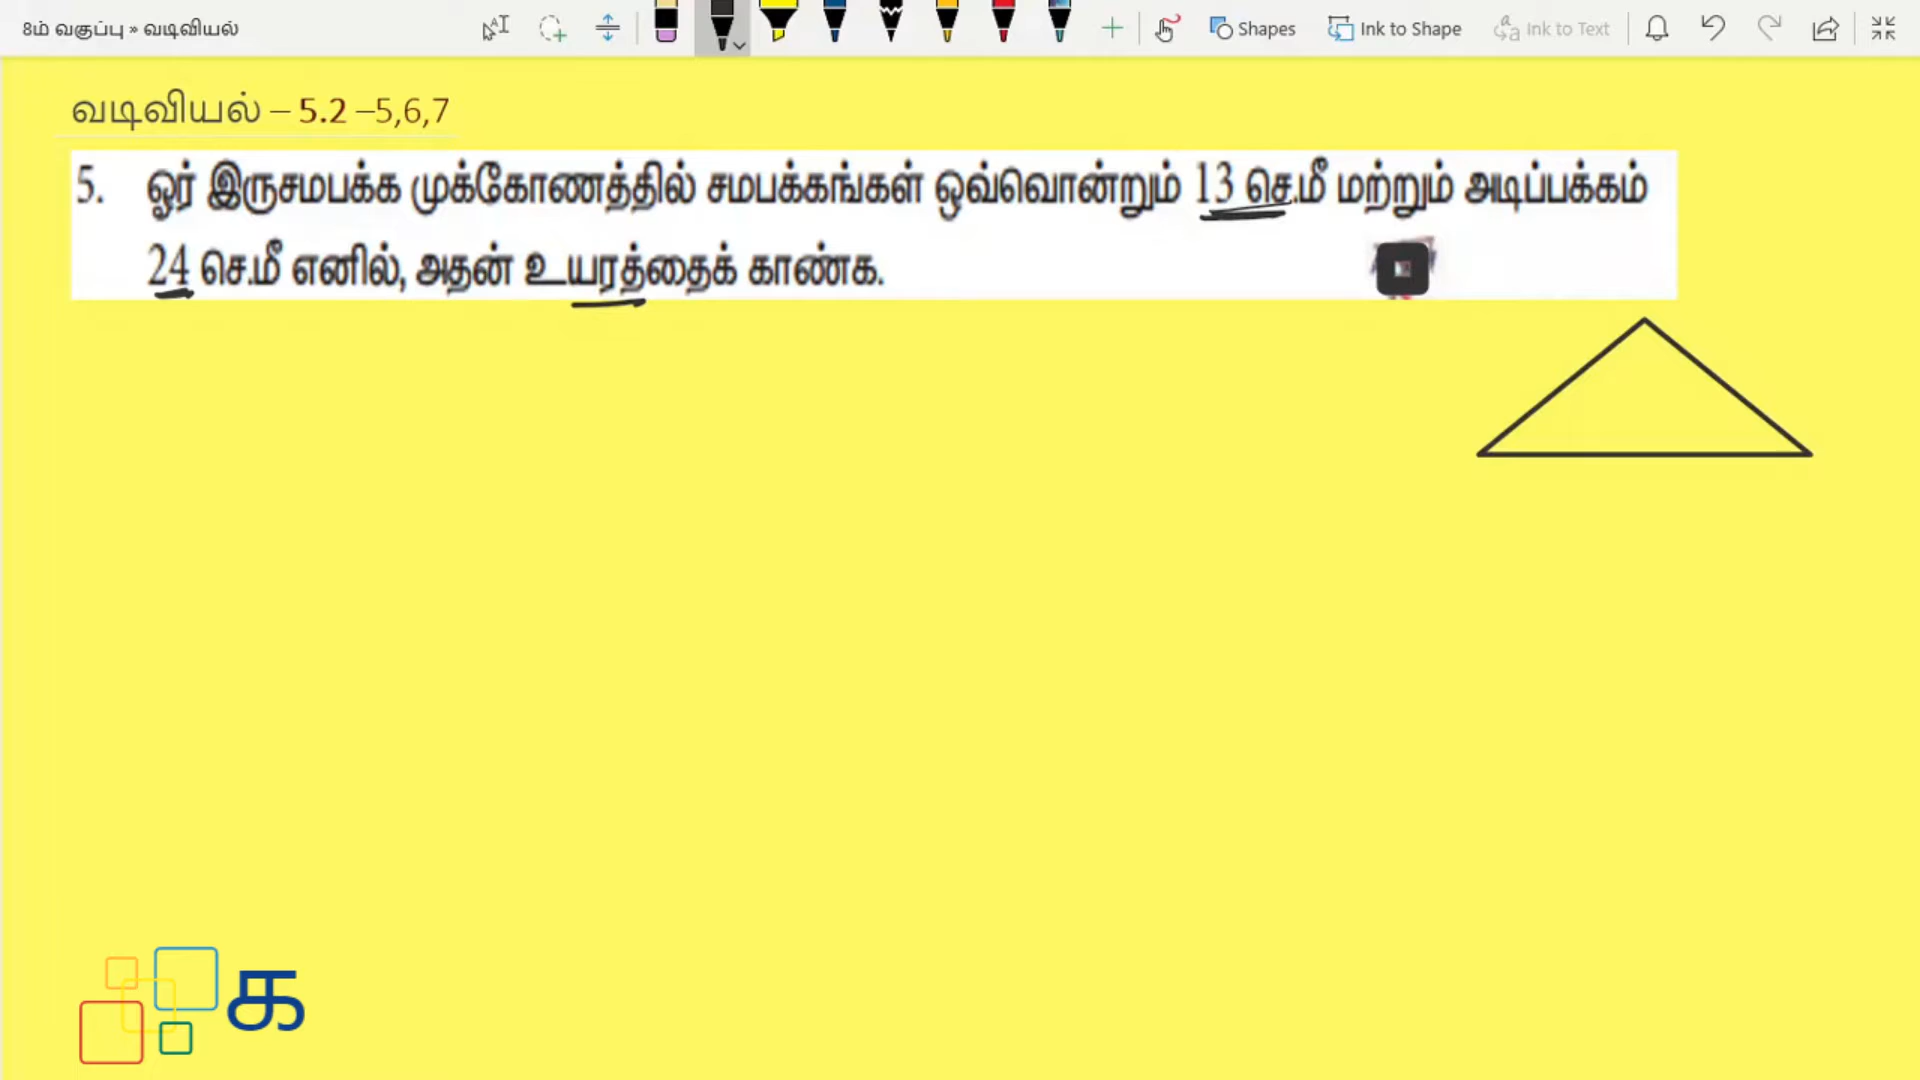 8ம் வகுப்பு » வடிவியல்
Shapes
Ink to Shape
Ink to Text
வடிவியல் – 5.2 –5,6,7
5. ஓர் இருசமபக்க முக்கோணத்தில் சமபக்கங்கள் ஒவ்வொன்றும் 13 செ.மீ மற்றும் அடிப்பக்கம்
24 செ.மீ எனில், அதன் உயரத்தைக் காண்க.
க